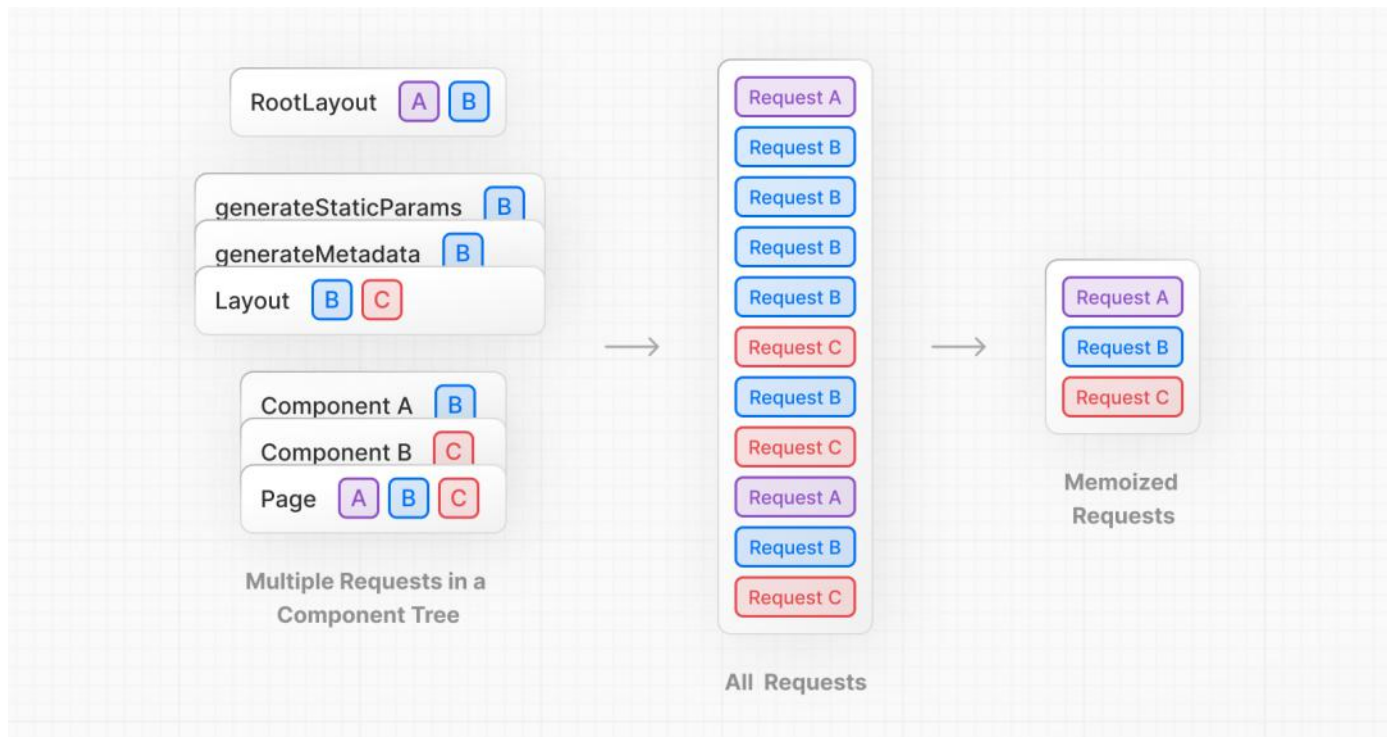 RootLayout A B
generateStaticParams B
generateMetadata B
Layout B C
Component A B
Component B C
Page A B C
Multiple Requests in a
Component Tree
Request A
Request B
Request B
Request B
Request B
Request C
Request B
Request C
Request A
Request B
Request C
All Requests
Request A
Request B
Request C
Memoized
Requests